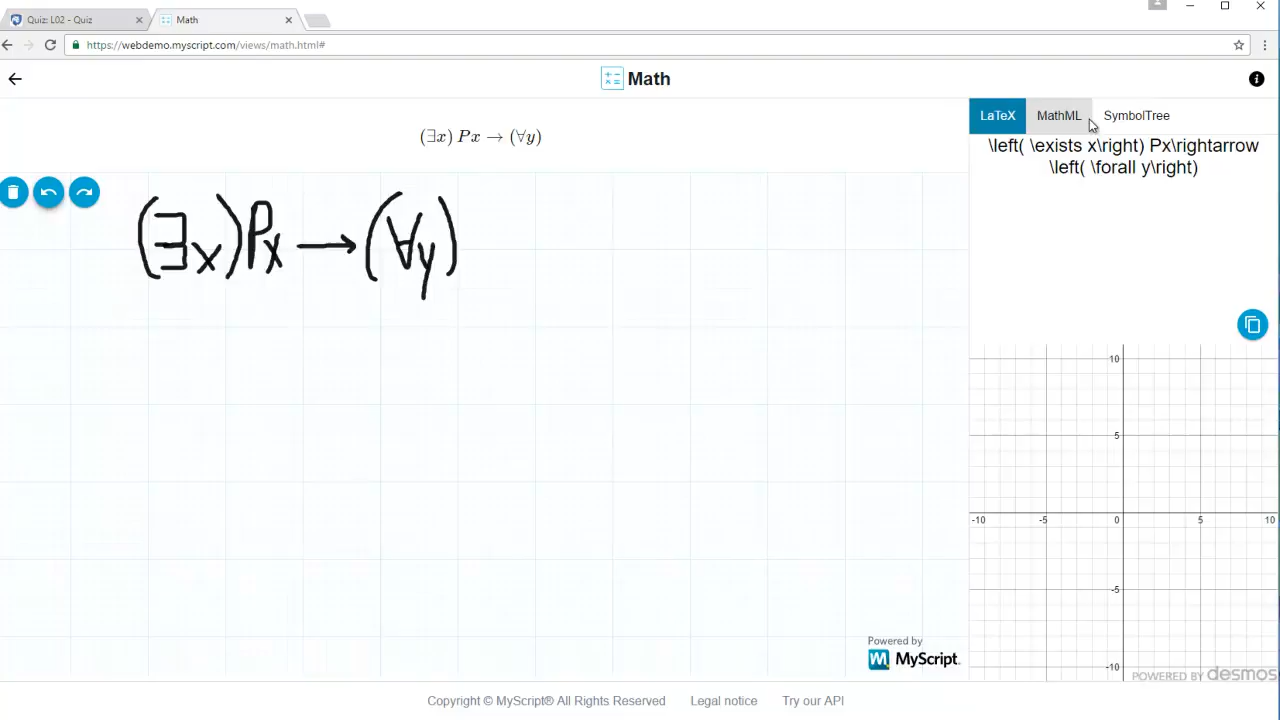 Quiz: L02 - Quiz
Math
https://webdemo.myscript.com/views/math.html#
Math
(∃x) Px → (∀y)
(∃x)Px → (∀y)
LaTeX MathML SymbolTree
\left( \exists x\right) Px\rightarrow
\left( \forall y\right)
10
5
-10 -5 0 5 10
-5
-10
POWERED BY desmos
Powered by
MyScript.
Copyright © MyScript® All Rights Reserved Legal notice Try our API